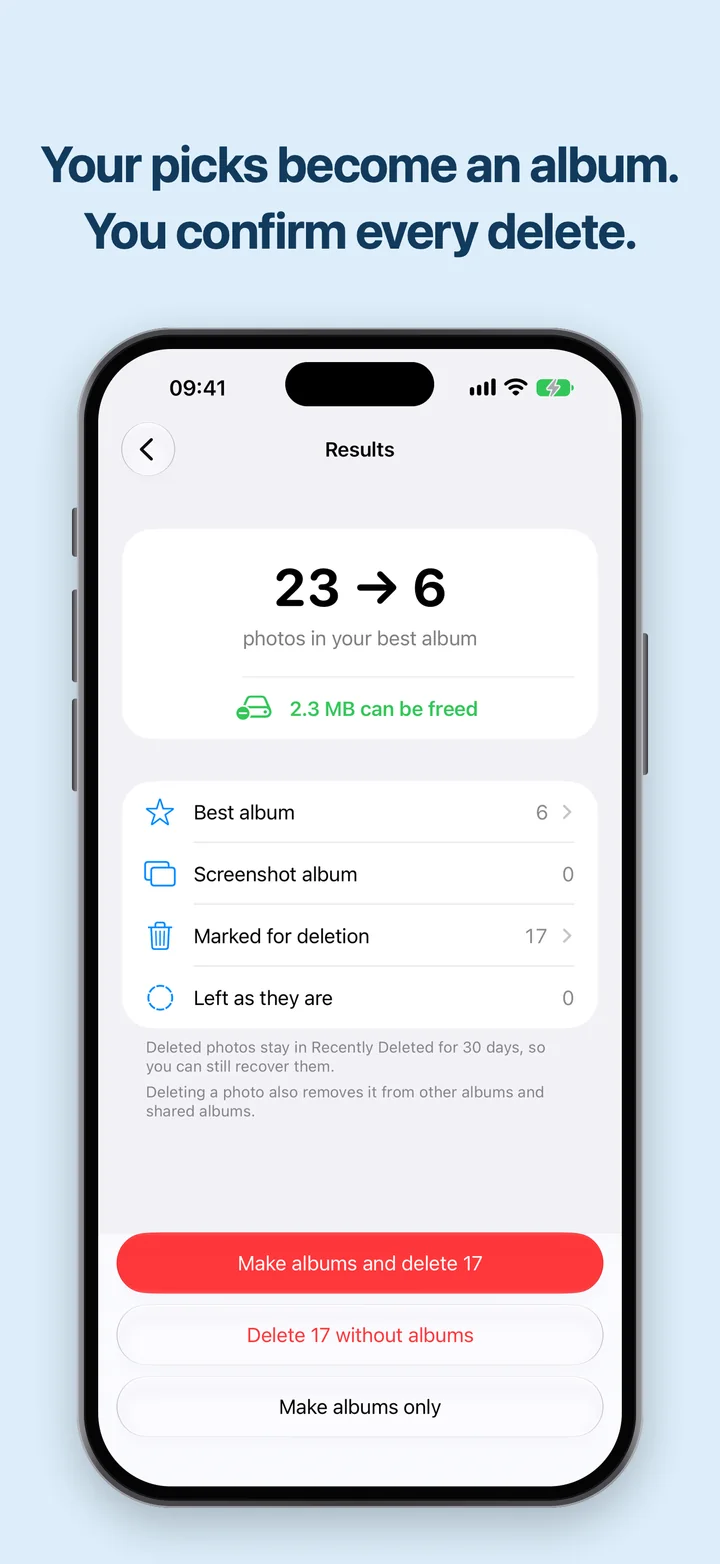 Your picks become an album.
You confirm every delete.
09:41
Results
23 → 6
photos in your best album
2.3 MB can be freed
Best album 6
Screenshot album 0
Marked for deletion 17
Left as they are 0
Deleted photos stay in Recently Deleted for 30 days, so
you can still recover them.
Deleting a photo also removes it from other albums and
shared albums.
Make albums and delete 17
Delete 17 without albums
Make albums only